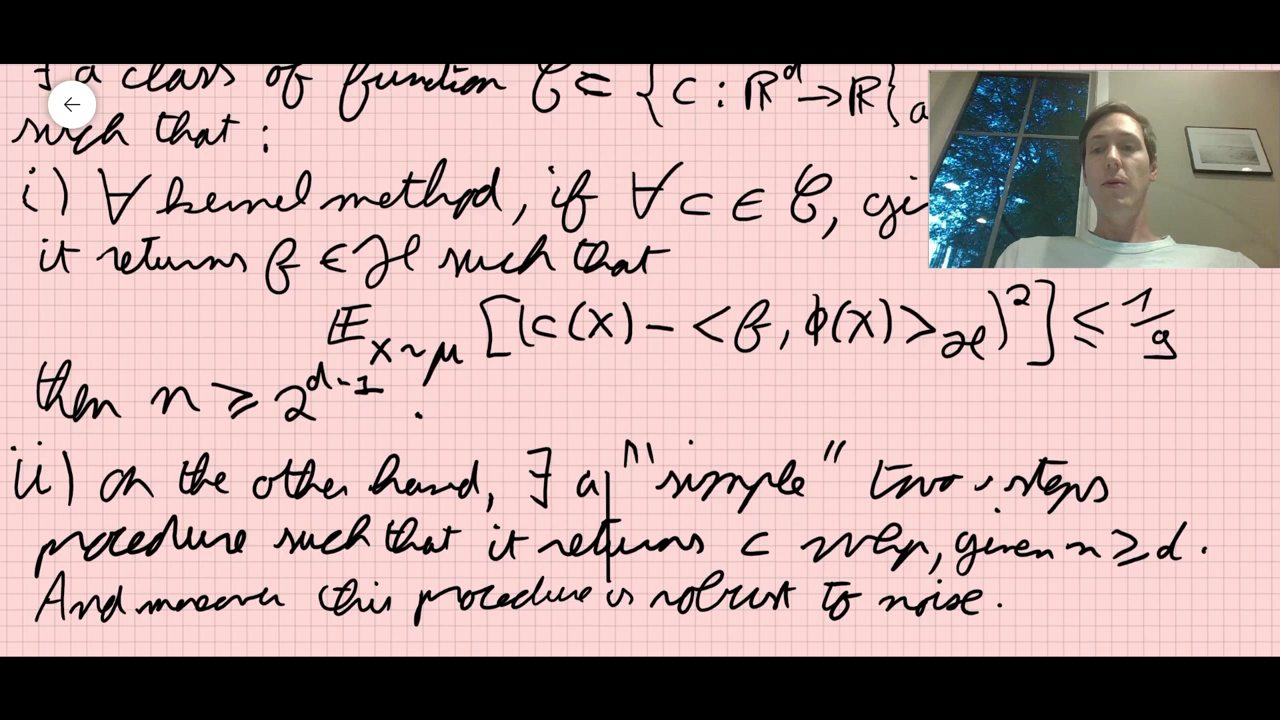 ∃ a class of function C ⊂ {c : ℝ^d → ℝ} a
such that :
i) ∀ kernel method, if ∀ c ∈ C, gi
it returns f ∈ H such that
E_{X~μ} [(c(X) - <f, ϕ(X)>_H)^2] ≤ 1/9
then n ≥ 2^{d-1} .
ii) On the other hand, ∃ a "simple" two-steps
procedure such that it returns c whp, given n ≥ d .
And moreover this procedure is robust to noise .